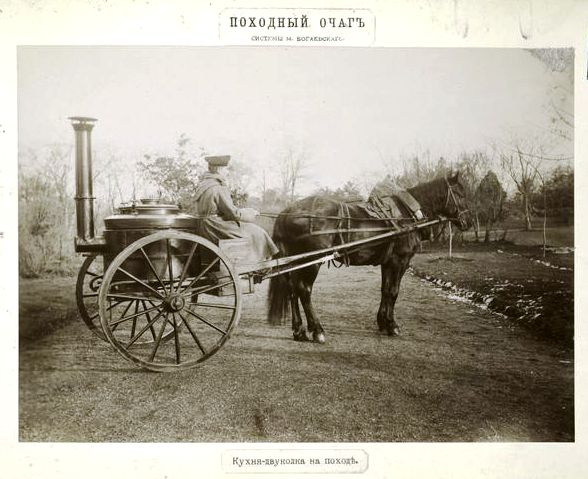 ПОХОДНЫЙ ОЧАГЪ
СИСТЕМЫ М. БОГАЕВСКАГО.
Кухня-двуколка на походѣ.